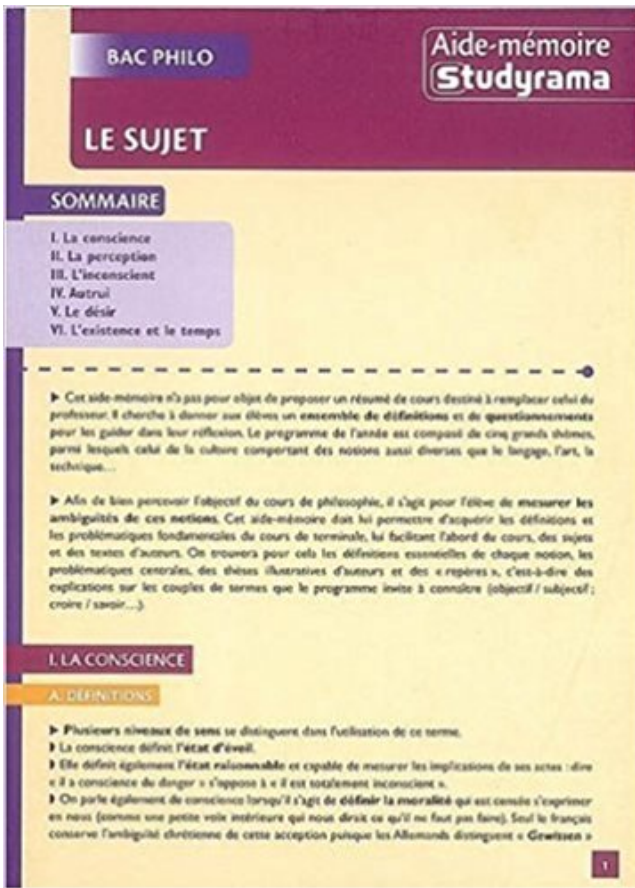 BAC PHILO
Aide-mémoire
Studyrama
LE SUJET
SOMMAIRE
I. La conscience
II. La perception
III. L'inconscient
IV. Autrui
V. Le désir
VI. L'existence et le temps
▶ Cet aide-mémoire n'a pas pour objet de proposer un résumé de cours destiné à remplacer celui du
professeur. Il cherche à donner aux élèves un ensemble de définitions et de questionnements
pour les guider dans leur réflexion. Le programme de l'année est composé de cinq grands thèmes,
parmi lesquels celui de la culture comportant des notions aussi diverses que le langage, l'art, la
technique…
▶ Afin de bien percevoir l'objectif du cours de philosophie, il s'agit pour l'élève de mesurer les
ambiguïtés de ces notions. Cet aide-mémoire doit lui permettre d'acquérir les définitions et
les problématiques fondamentales du cours de terminale, lui facilitant l'abord du cours, des sujets
et des textes d'auteurs. On trouvera pour cela les définitions essentielles de chaque notion, les
problématiques centrales, des thèses illustratives d'auteurs et des « repères », c'est-à-dire des
explications sur les couples de termes que le programme invite à connaître (objectif / subjectif ;
croire / savoir…)
I. LA CONSCIENCE
A. DÉFINITIONS
▶ Plusieurs niveaux de sens se distinguent dans l'utilisation de ce terme.
La conscience définit l'état d'éveil.
Elle définit également l'état raisonnable et capable de mesurer les implications de ses actes : dire
« il a conscience du danger » s'oppose à « il est totalement inconscient ».
On parle également de conscience lorsqu'il s'agit de définir la moralité qui est censée s'exprimer
en nous (comme une petite voix intérieure qui nous dirait ce qu'il ne faut pas faire). Seul le français
conserve l'ambiguïté chrétienne de cette acception puisque les Allemands distinguent « Gewissen »
1